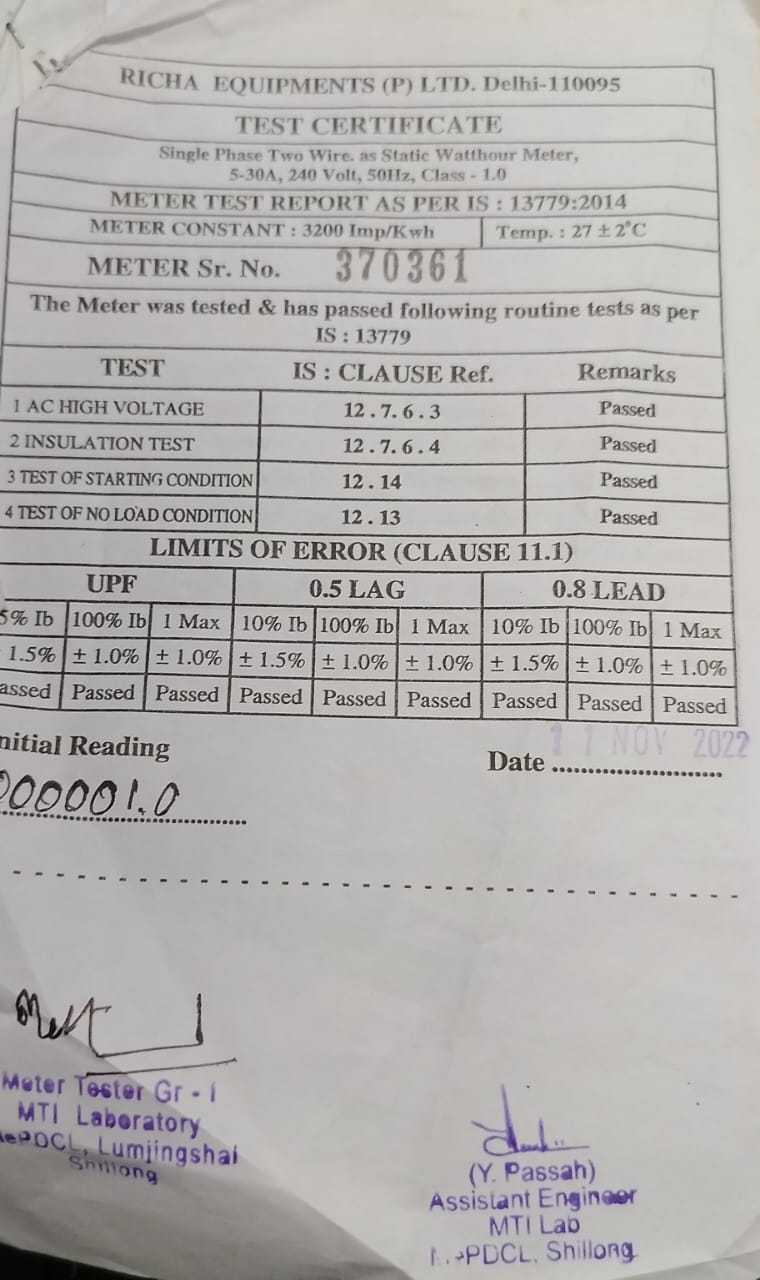 RICHA EQUIPMENTS (P) LTD. Delhi-110095
TEST CERTIFICATE
Single Phase Two Wire. as Static Watthour Meter,
5-30A, 240 Volt, 50Hz, Class - 1.0
METER TEST REPORT AS PER IS : 13779:2014
METER CONSTANT : 3200 Imp/Kwh Temp. : 27 ± 2°C
METER Sr. No. 370361
The Meter was tested & has passed following routine tests as per
IS : 13779
TEST IS : CLAUSE Ref. Remarks
1 AC HIGH VOLTAGE 12.7.6.3 Passed
2 INSULATION TEST 12.7.6.4 Passed
3 TEST OF STARTING CONDITION 12.14 Passed
4 TEST OF NO LOAD CONDITION 12.13 Passed
LIMITS OF ERROR (CLAUSE 11.1)
UPF 0.5 LAG 0.8 LEAD
5% Ib 100% Ib 1 Max 10% Ib 100% Ib 1 Max 10% Ib 100% Ib 1 Max
1.5% ± 1.0% ± 1.0% ± 1.5% ± 1.0% ± 1.0% ± 1.5% ± 1.0% ± 1.0%
assed Passed Passed Passed Passed Passed Passed Passed Passed
nitial Reading
Date 11 NOV 2022
000001.0
Meter Tester Gr - I
MTI Laboratory
ePDCL, Lumjingshai
Shillong
(Y. Passah)
Assistant Engineer
MTI Lab
PDCL, Shillong